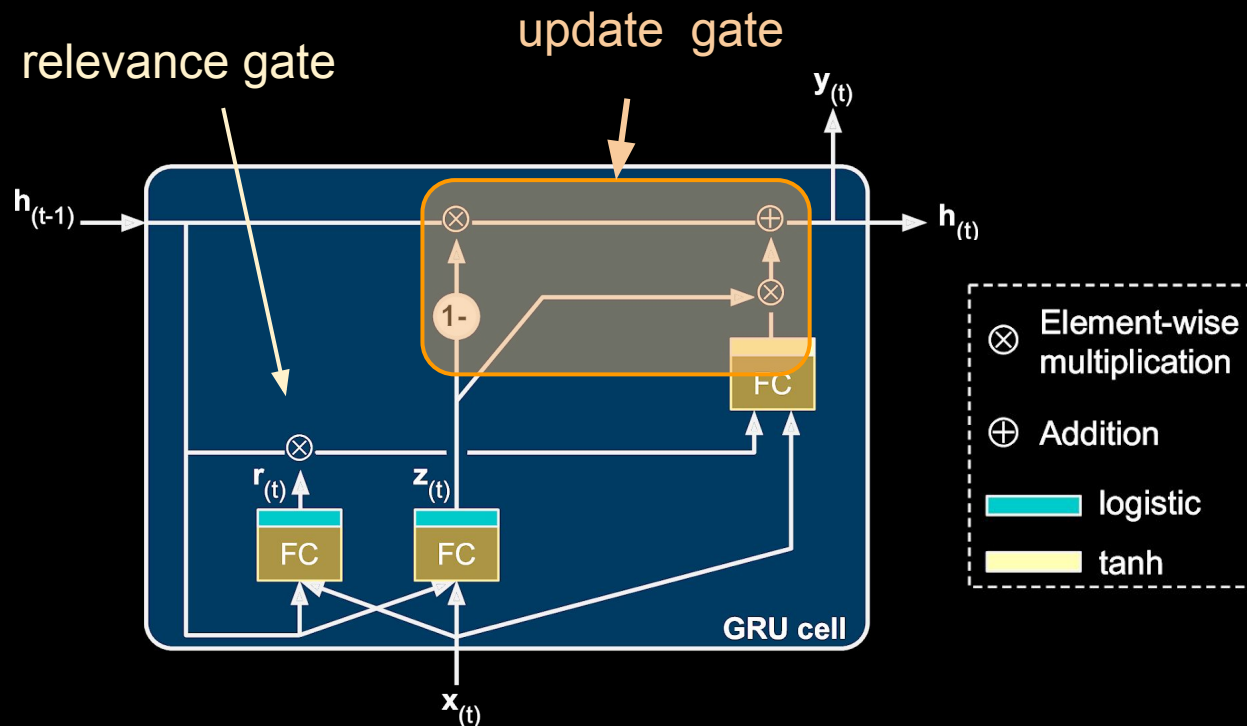 update gate
relevance gate
y(t)
h(t-1)
h(t)
1-
FC
Element-wise
multiplication
Addition
r(t)
z(t)
logistic
FC
FC
tanh
GRU cell
x(t)